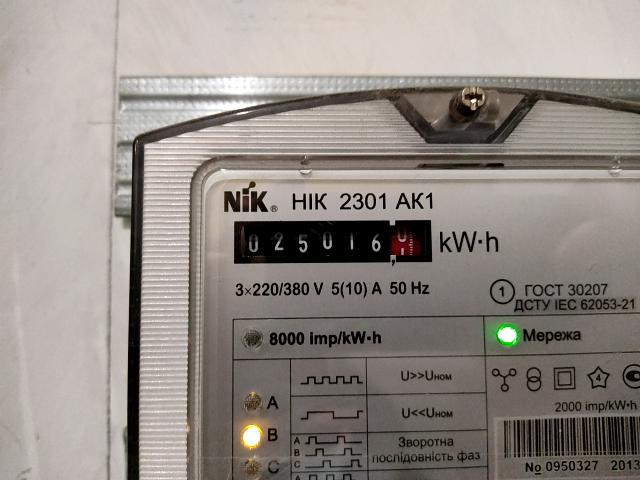 NiK® НІК 2301 АК1
025016 kW·h
3×220/380 V 5(10) A 50 Hz
1 ГОСТ 30207
ДСТУ IEC 62053-21
8000 imp/kW·h
Мережа
U>>Uном
A
U<<Uном
4
B
Зворотна
послідовність фаз
A
B
C
C
A
2000 imp/kW·h
№ 0950327 2013